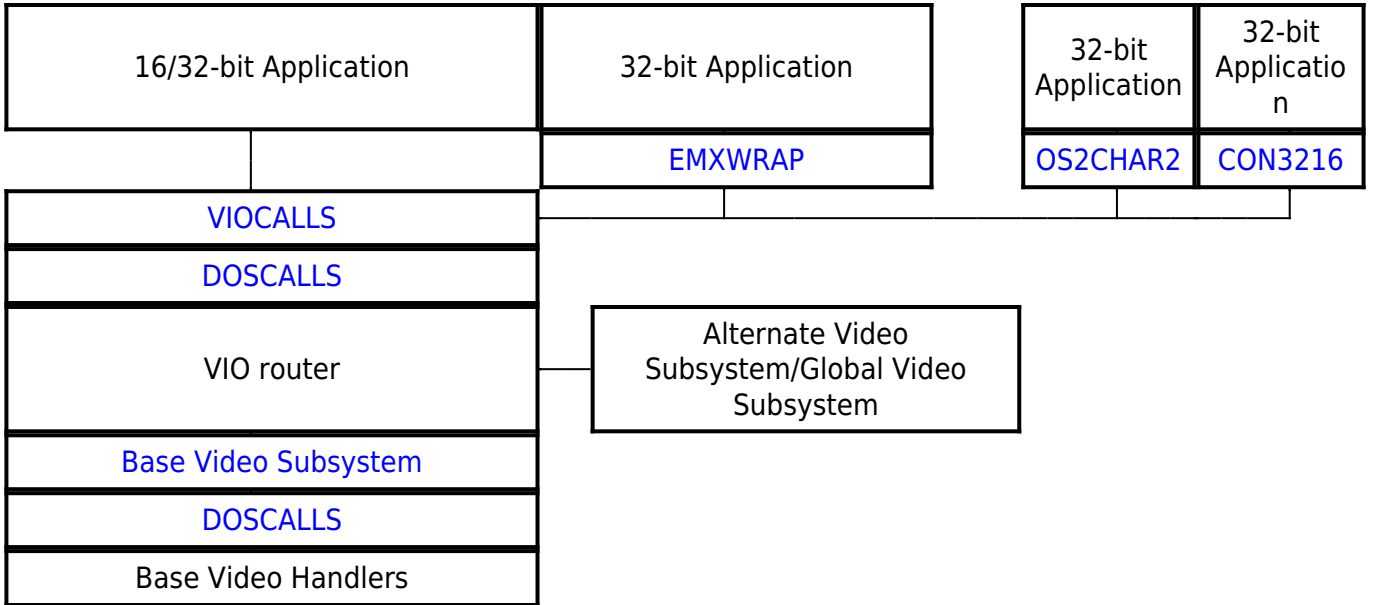 16/32-bit Application
32-bit Application
32-bit
Application
32-bit
Applicatio
n
EMXWRAP
OS2CHAR2
CON3216
VIOCALLS
DOSCALLS
VIO router
Alternate Video
Subsystem/Global Video
Subsystem
Base Video Subsystem
DOSCALLS
Base Video Handlers